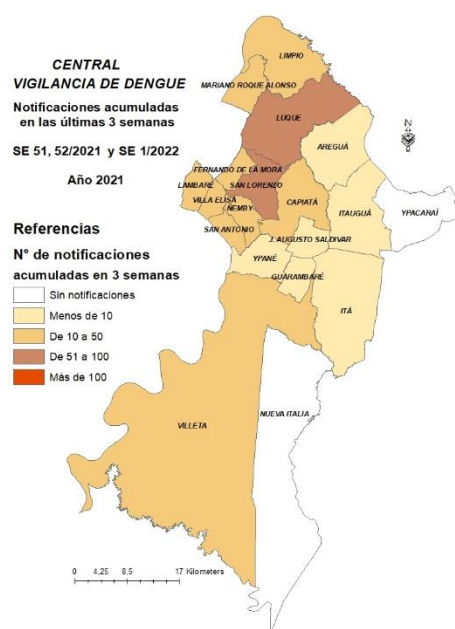 CENTRAL
VIGILANCIA DE DENGUE
Notificaciones acumuladas
en las últimas 3 semanas
SE 51, 52/2021 y SE 1/2022
Año 2021
Referencias
N° de notificaciones
acumuladas en 3 semanas
Sin notificaciones
Menos de 10
De 10 a 50
De 51 a 100
Más de 100
LIMPIO
MARIANO ROQUE ALONSO
LUQUE
N
AREGUÁ
FERNANDO DE LA MORA
LAMBARÉ
SAN LORENZO
VILLA ELISA
ÑEMBY
CAPIATÁ
ITAUGUÁ
YPACARAÍ
SAN ANTONIO
J. AUGUSTO SALDIVAR
YPANÉ
GUARAMBARÉ
ITÁ
VILLETA
NUEVA ITALIA
0 4,25 8,5 17 Kilometers